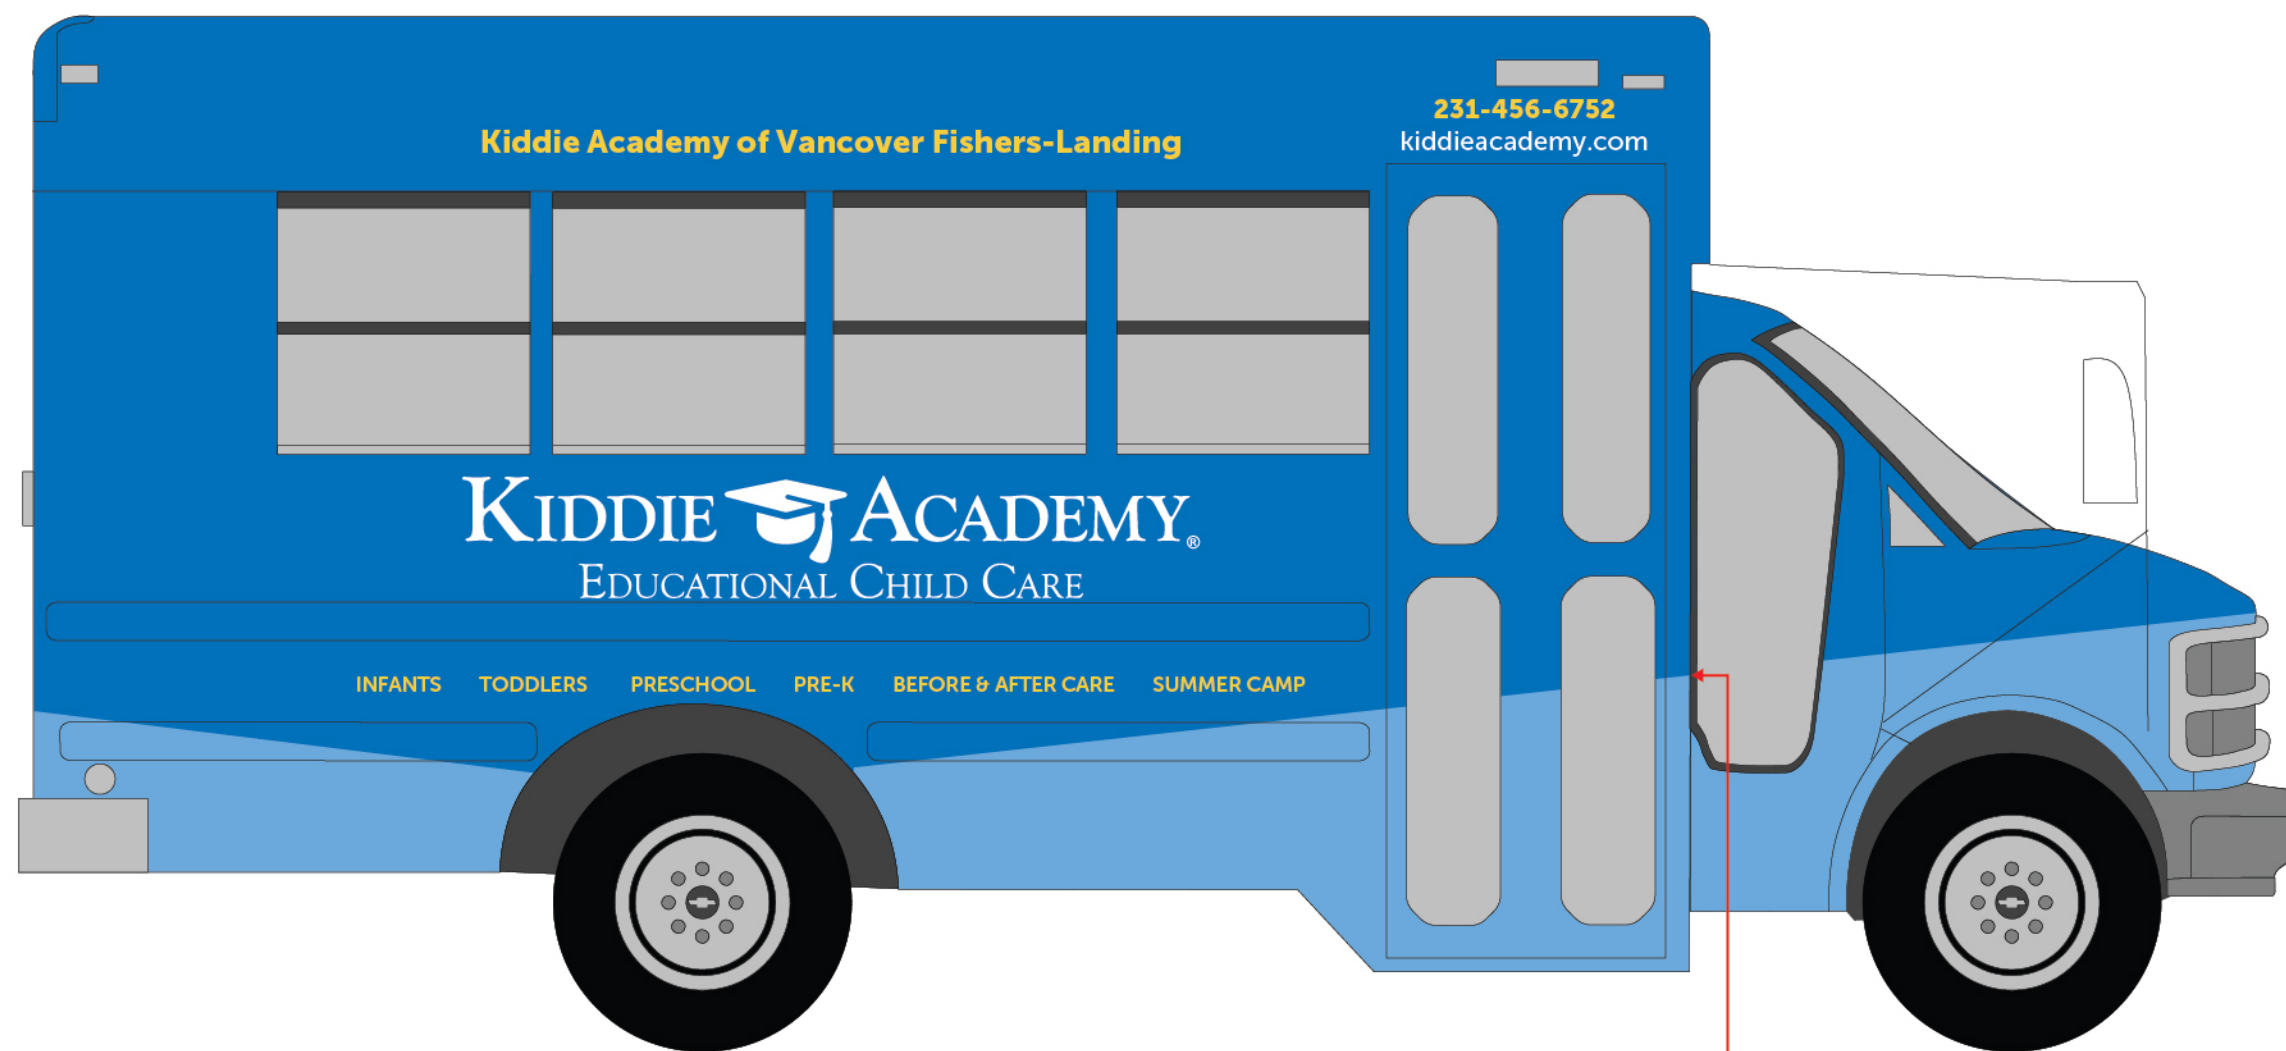 231-456-6752
kiddieacademy.com
Kiddie Academy of Vancover Fishers-Landing
KIDDIE ACADEMY®
EDUCATIONAL CHILD CARE
INFANTS TODDLERS PRESCHOOL PRE-K BEFORE & AFTER CARE SUMMER CAMP